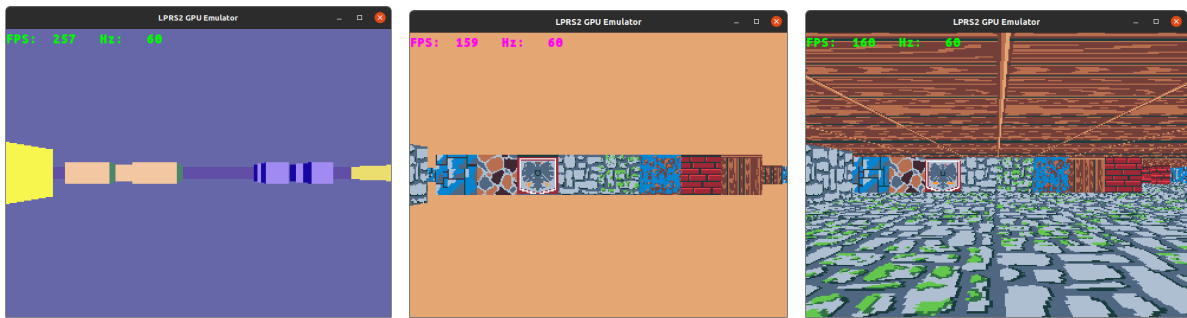 LPRS2 GPU Emulator
FPS: 257 Hz: 60
LPRS2 GPU Emulator
FPS: 159 Hz: 60
LPRS2 GPU Emulator
FPS: 160 Hz: 60